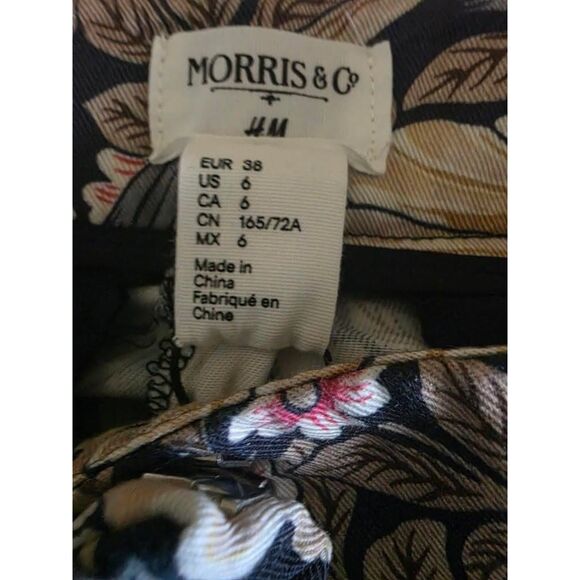 MORRIS & Co
H&M
EUR 38
US 6
CA 6
CN 165/72A
MX 6
Made in
China
Fabriqué en
Chine